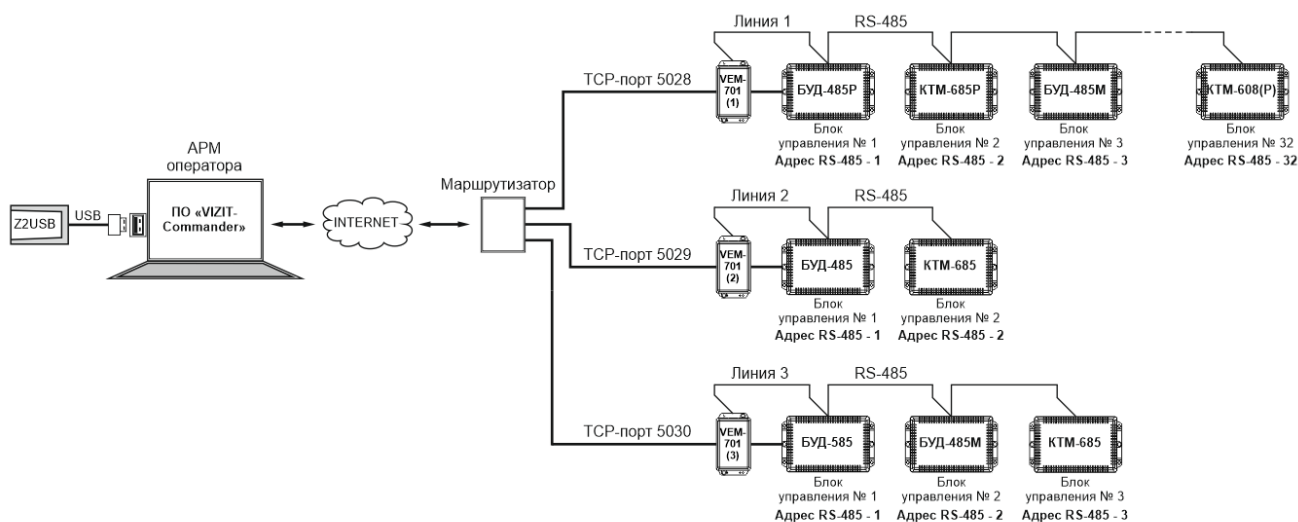 Линия 1
RS-485
TCP-порт 5028
VEM-
701
(1)
БУД-485Р
КТМ-685Р
БУД-485М
КТМ-608(Р)
Блок
управления № 1
Адрес RS-485 - 1
Блок
управления № 2
Адрес RS-485 - 2
Блок
управления № 3
Адрес RS-485 - 3
Блок
управления № 32
Адрес RS-485 - 32
АРМ
оператора
Z2USB
USB
ПО «VIZIT-
Commander»
INTERNET
Маршрутизатор
Линия 2
RS-485
TCP-порт 5029
VEM-
701
(2)
БУД-485
КТМ-685
Блок
управления № 1
Адрес RS-485 - 1
Блок
управления № 2
Адрес RS-485 - 2
Линия 3
RS-485
TCP-порт 5030
VEM-
701
(3)
БУД-585
БУД-485М
КТМ-685
Блок
управления № 1
Адрес RS-485 - 1
Блок
управления № 2
Адрес RS-485 - 2
Блок
управления № 3
Адрес RS-485 - 3